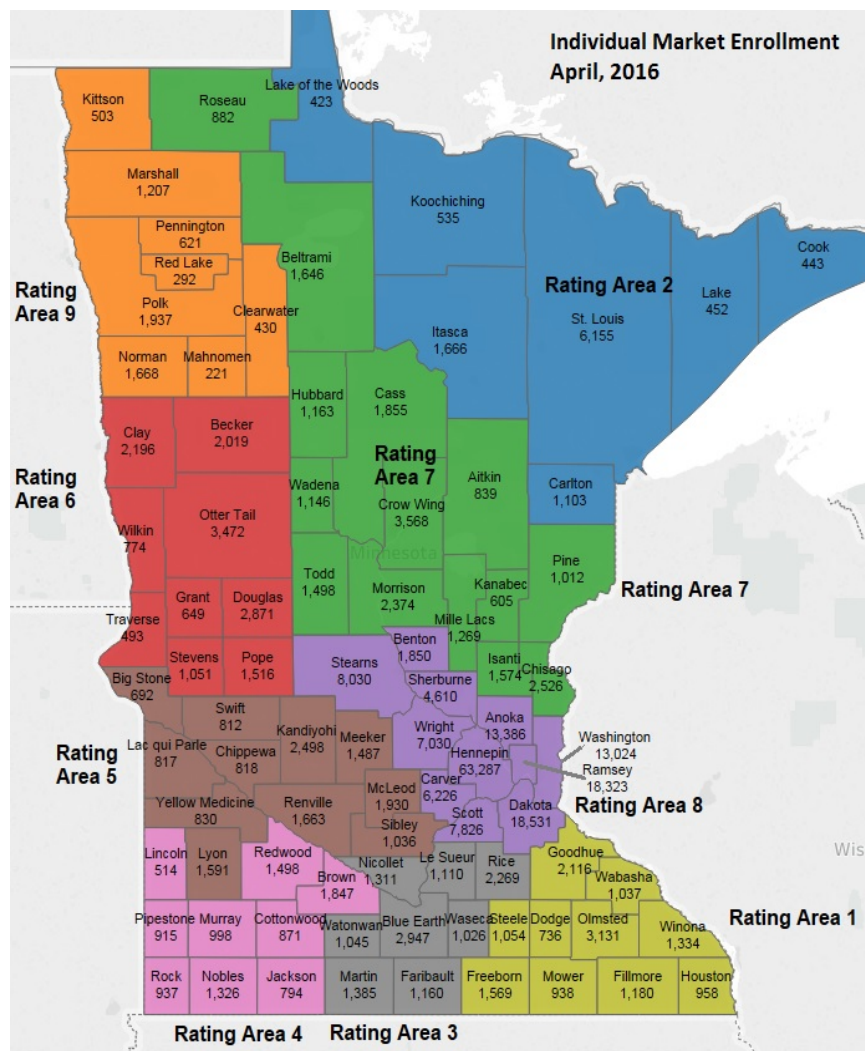 Individual Market Enrollment
April, 2016
Kittson
503
Roseau
882
Lake of the Woods
423
Marshall
1,207
Koochiching
535
Pennington
621
Red Lake
292
Beltrami
1,646
Cook
443
Rating
Area 9
Polk
1,937
Clearwater
430
Rating Area 2
St. Louis
6,155
Lake
452
Itasca
1,666
Norman
1,668
Mahnomen
221
Hubbard
1,163
Cass
1,855
Clay
2,196
Becker
2,019
Rating
Area 6
Rating
Area 7
Wadena
1,146
Crow Wing
3,568
Aitkin
839
Carlton
1,103
Otter Tail
3,472
Wilkin
774
Minnesota
Todd
1,498
Morrison
2,374
Kanabec
605
Pine
1,012
Rating Area 7
Grant
649
Douglas
2,871
Traverse
493
Mille Lacs
1,269
Benton
1,850
Stevens
1,051
Pope
1,516
Stearns
8,030
Isanti
1,574
Chisago
2,526
Big Stone
692
Sherburne
4,610
Swift
812
Kandiyohi
2,498
Meeker
1,487
Wright
7,030
Anoka
13,386
Washington
13,024
Rating
Area 5
Lac qui Parle
817
Chippewa
818
Hennepin
63,287
Ramsey
18,323
McLeod
1,930
Carver
6,226
Rating Area 8
Yellow Medicine
830
Renville
1,663
Scott
7,826
Dakota
18,531
Sibley
1,036
Lincoln
514
Lyon
1,591
Redwood
1,498
Brown
1,847
Nicollet
1,311
Le Sueur
1,110
Rice
2,269
Goodhue
2,116
Wabasha
1,037
Wis
Pipestone
915
Murray
998
Cottonwood
871
Watonwan
1,045
Blue Earth
2,947
Waseca
1,026
Steele
1,054
Dodge
736
Olmsted
3,131
Winona
1,334
Rating Area 1
Rock
937
Nobles
1,326
Jackson
794
Martin
1,385
Faribault
1,160
Freeborn
1,569
Mower
938
Fillmore
1,180
Houston
958
Rating Area 4
Rating Area 3